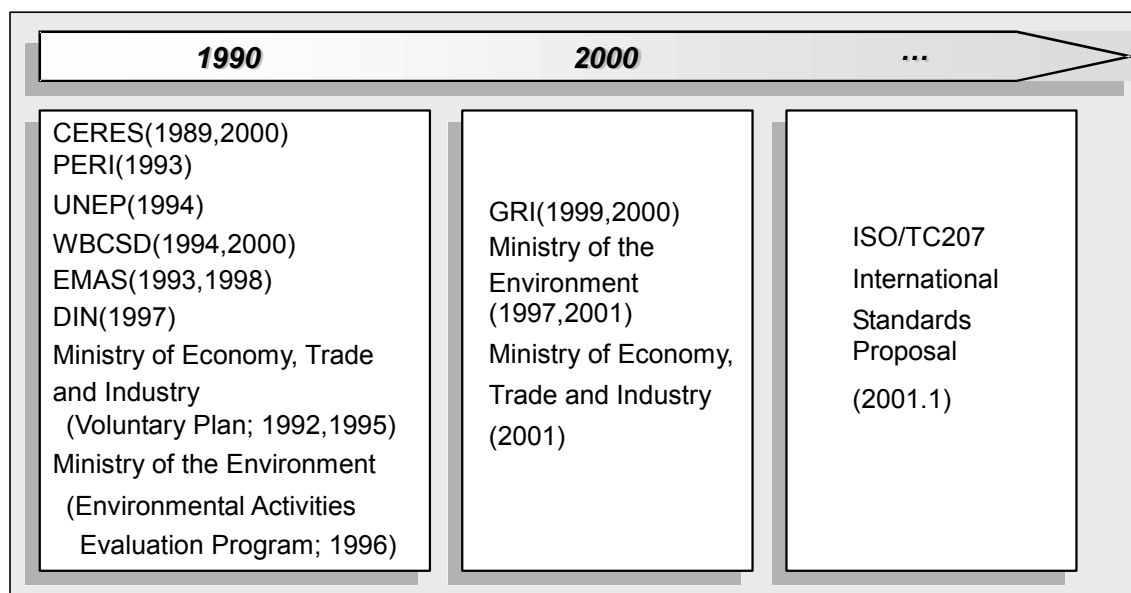 1990
2000
...
CERES(1989,2000)
PERI(1993)
UNEP(1994)
WBCSD(1994,2000)
EMAS(1993,1998)
DIN(1997)
Ministry of Economy, Trade
and Industry
(Voluntary Plan; 1992,1995)
Ministry of the Environment
(Environmental Activities
Evaluation Program; 1996)
GRI(1999,2000)
Ministry of the
Environment
(1997,2001)
Ministry of Economy,
Trade and Industry
(2001)
ISO/TC207
International
Standards
Proposal
(2001.1)